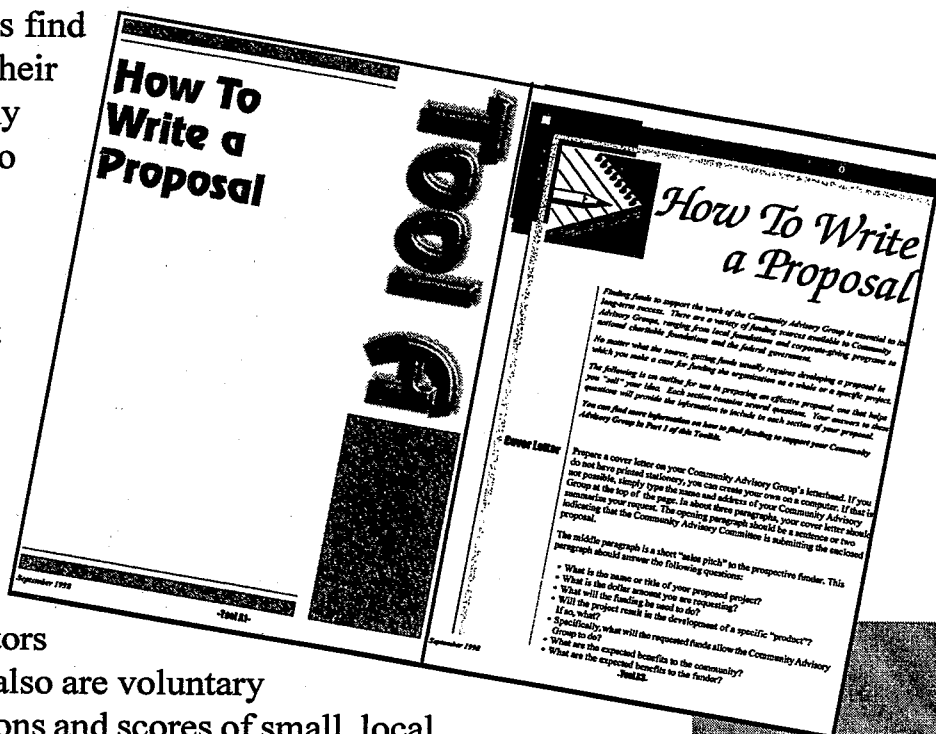 s find
heir
y
o
How To
Write a
Proposal
Tool A
September 1998
-Tool A1-
How To Write
a Proposal
Finding funds to support the work of the Community Advisory Group is essential to its
long-term success. There are a variety of funding sources available to Community
Advisory Groups, ranging from local foundations and corporate-giving programs to
national charitable foundations and the federal government.
No matter what the source, getting funds usually requires developing a proposal in
which you make a case for funding the organization as a whole or a specific project.
The following is an outline for use in preparing an effective proposal, one that helps
you "sell" your idea. Each section contains several questions. Your answers to these
questions will provide the information to include in each section of your proposal.
You can find more information on how to find funding to support your Community
Advisory Group in Part 1 of this Toolkit.
Cover Letter
Prepare a cover letter on your Community Advisory Group's letterhead. If you
do not have printed stationery, you can create your own on a computer. If that is
not possible, simply type the name and address of your Community Advisory
Group at the top of the page. In about three paragraphs, your cover letter should
summarize your request. The opening paragraph should be a sentence or two
indicating that the Community Advisory Committee is submitting the enclosed
proposal.
The middle paragraph is a short "sales pitch" to the prospective funder. This
paragraph should answer the following questions:
• What is the name or title of your proposed project?
• What is the dollar amount you are requesting?
• What will the funding be used to do?
• Will the project result in the development of a specific "product"?
If so, what?
• Specifically, what will the requested funds allow the Community Advisory
Group to do?
• What are the expected benefits to the community?
• What are the expected benefits to the funder?
September 1998
tors
also are voluntary
ons and scores of small, local